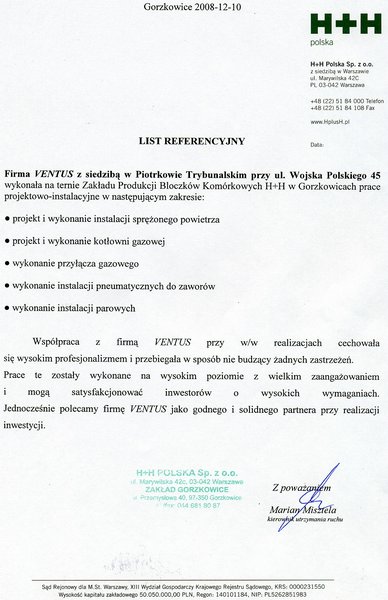 Gorzkowice 2008-12-10
H+H
polska
H+H Polska Sp. z o.o.
z siedzibą w Warszawie
ul. Marywilska 42C
PL 03-042 Warszawa
+48 (22) 51 84 000 Telefon
+48 (22) 51 84 108 Fax
www.HplusH.pl
LIST REFERENCYJNY
Data:
Firma VENTUS z siedzibą w Piotrkowie Trybunalskim przy ul. Wojska Polskiego 45
wykonała na ternie Zakładu Produkcji Bloczków Komórkowych H+H w Gorzkowicach prace
projektowo-instalacyjne w następującym zakresie:
● projekt i wykonanie instalacji sprężonego powietrza
● projekt i wykonanie kotłowni gazowej
● wykonanie przyłącza gazowego
● wykonanie instalacji pneumatycznych do zaworów
● wykonanie instalacji parowych
Współpraca z firmą VENTUS przy w/w realizacjach cechowała
się wysokim profesjonalizmem i przebiegała w sposób nie budzący żadnych zastrzeżeń.
Prace te zostały wykonane na wysokim poziomie z wielkim zaangażowaniem
i mogą satysfakcjonować inwestorów o wysokich wymaganiach.
Jednocześnie polecamy firmę VENTUS jako godnego i solidnego partnera przy realizacji
inwestycji.
H+H POLSKA Sp. z o.o.
ul. Marywilska 42c, 03-042 Warszawa
ZAKŁAD GORZKOWICE
ul. Przemysłowa 40, 97-350 Gorzkowice
fax: 044 681 80 87
Z poważaniem
Marian Misztela
kierownik utrzymania ruchu
Sąd Rejonowy dla M.St. Warszawy, XIII Wydział Gospodarczy Krajowego Rejestru Sądowego, KRS: 0000231550
Wysokość kapitału zakładowego 50.050.000,00 PLN, Regon: 140101184, NIP: PL5262851983